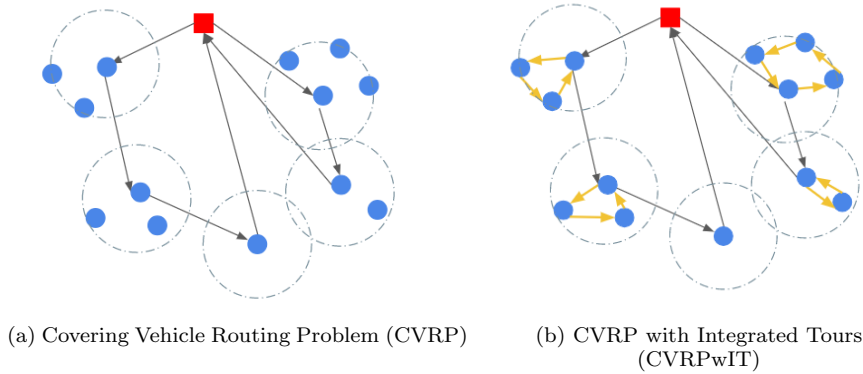 (a) Covering Vehicle Routing Problem (CVRP)
(b) CVRP with Integrated Tours
(CVRPwIT)